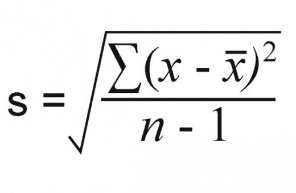 s = √(∑(x - x̅)² / (n - 1))